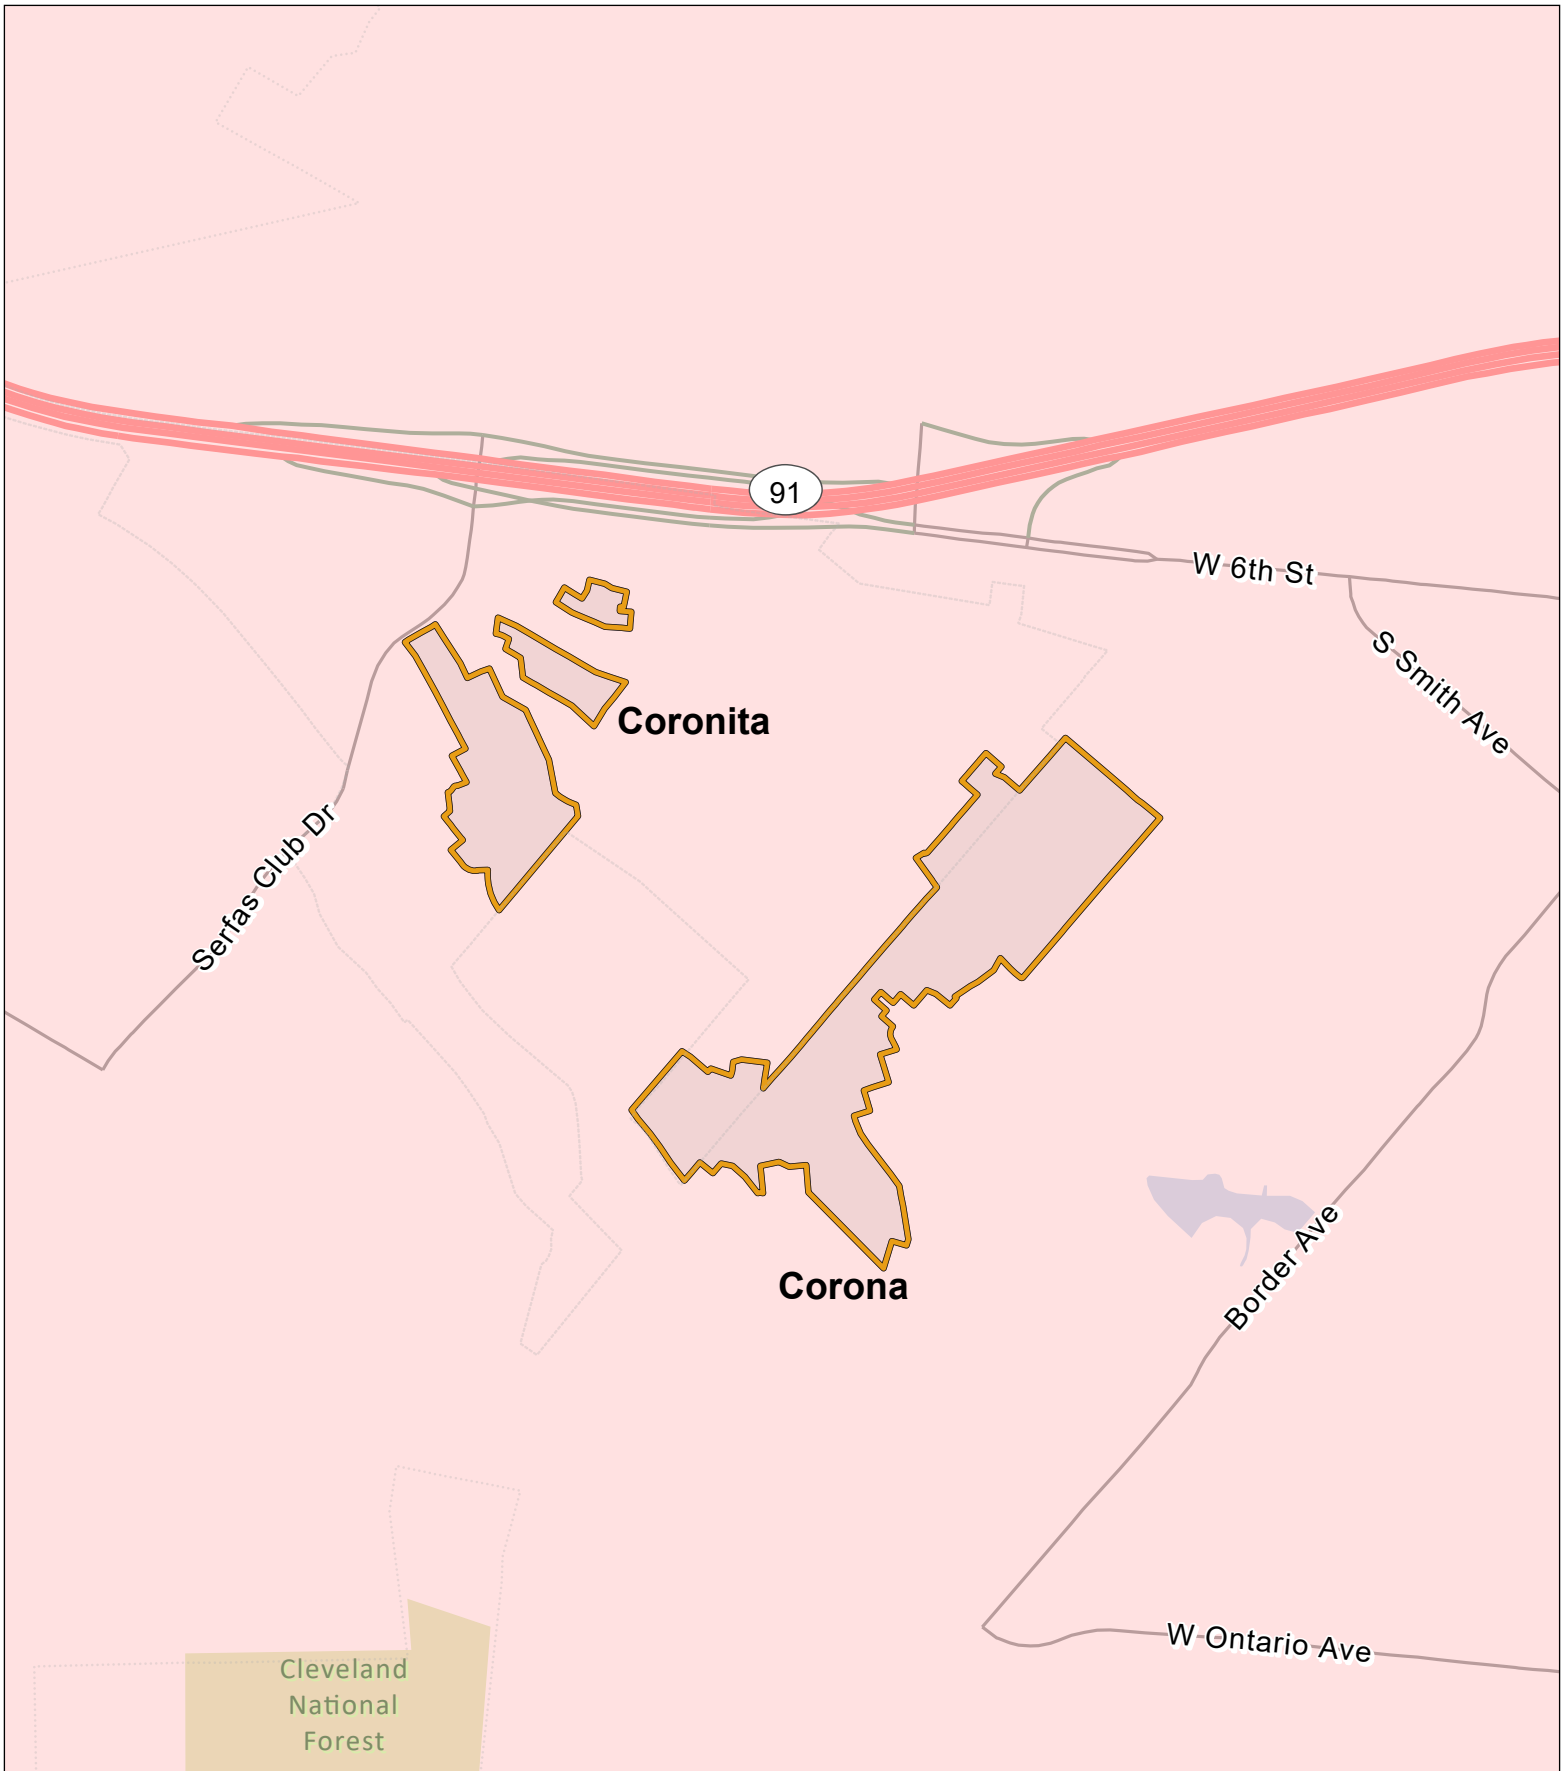 91
W 6th St
S Smith Ave
Coronita
Serfas Club Dr
Border Ave
Corona
W Ontario Ave
Cleveland
National
Forest